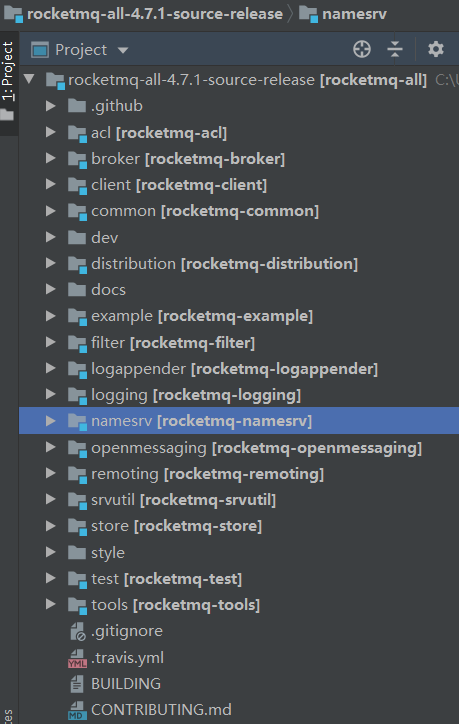 rocketmq-all-4.7.1-source-release namesrv
1: Project
Project
rocketmq-all-4.7.1-source-release [rocketmq-all] C:\
.github
acl [rocketmq-acl]
broker [rocketmq-broker]
client [rocketmq-client]
common [rocketmq-common]
dev
distribution [rocketmq-distribution]
docs
example [rocketmq-example]
filter [rocketmq-filter]
logappender [rocketmq-logappender]
logging [rocketmq-logging]
namesrv [rocketmq-namesrv]
openmessaging [rocketmq-openmessaging]
remoting [rocketmq-remoting]
srvutil [rocketmq-srvutil]
store [rocketmq-store]
style
test [rocketmq-test]
tools [rocketmq-tools]
.gitignore
YML .travis.yml
BUILDING
MD CONTRIBUTING.md